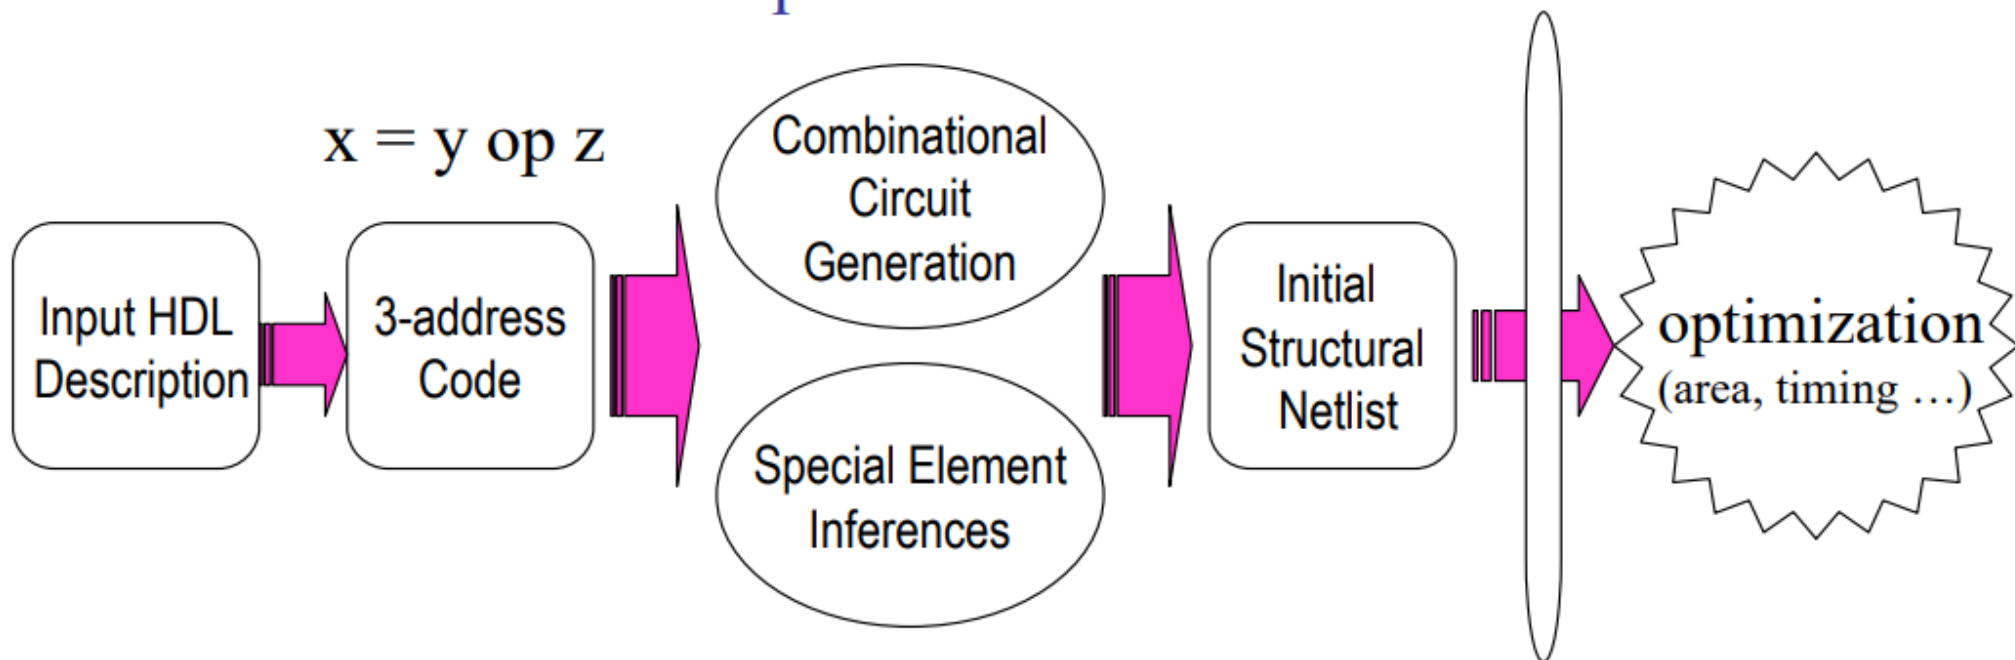 x = y op z
Input HDL
Description
3-address
Code
Combinational
Circuit
Generation
Special Element
Inferences
Initial
Structural
Netlist
optimization
(area, timing …)